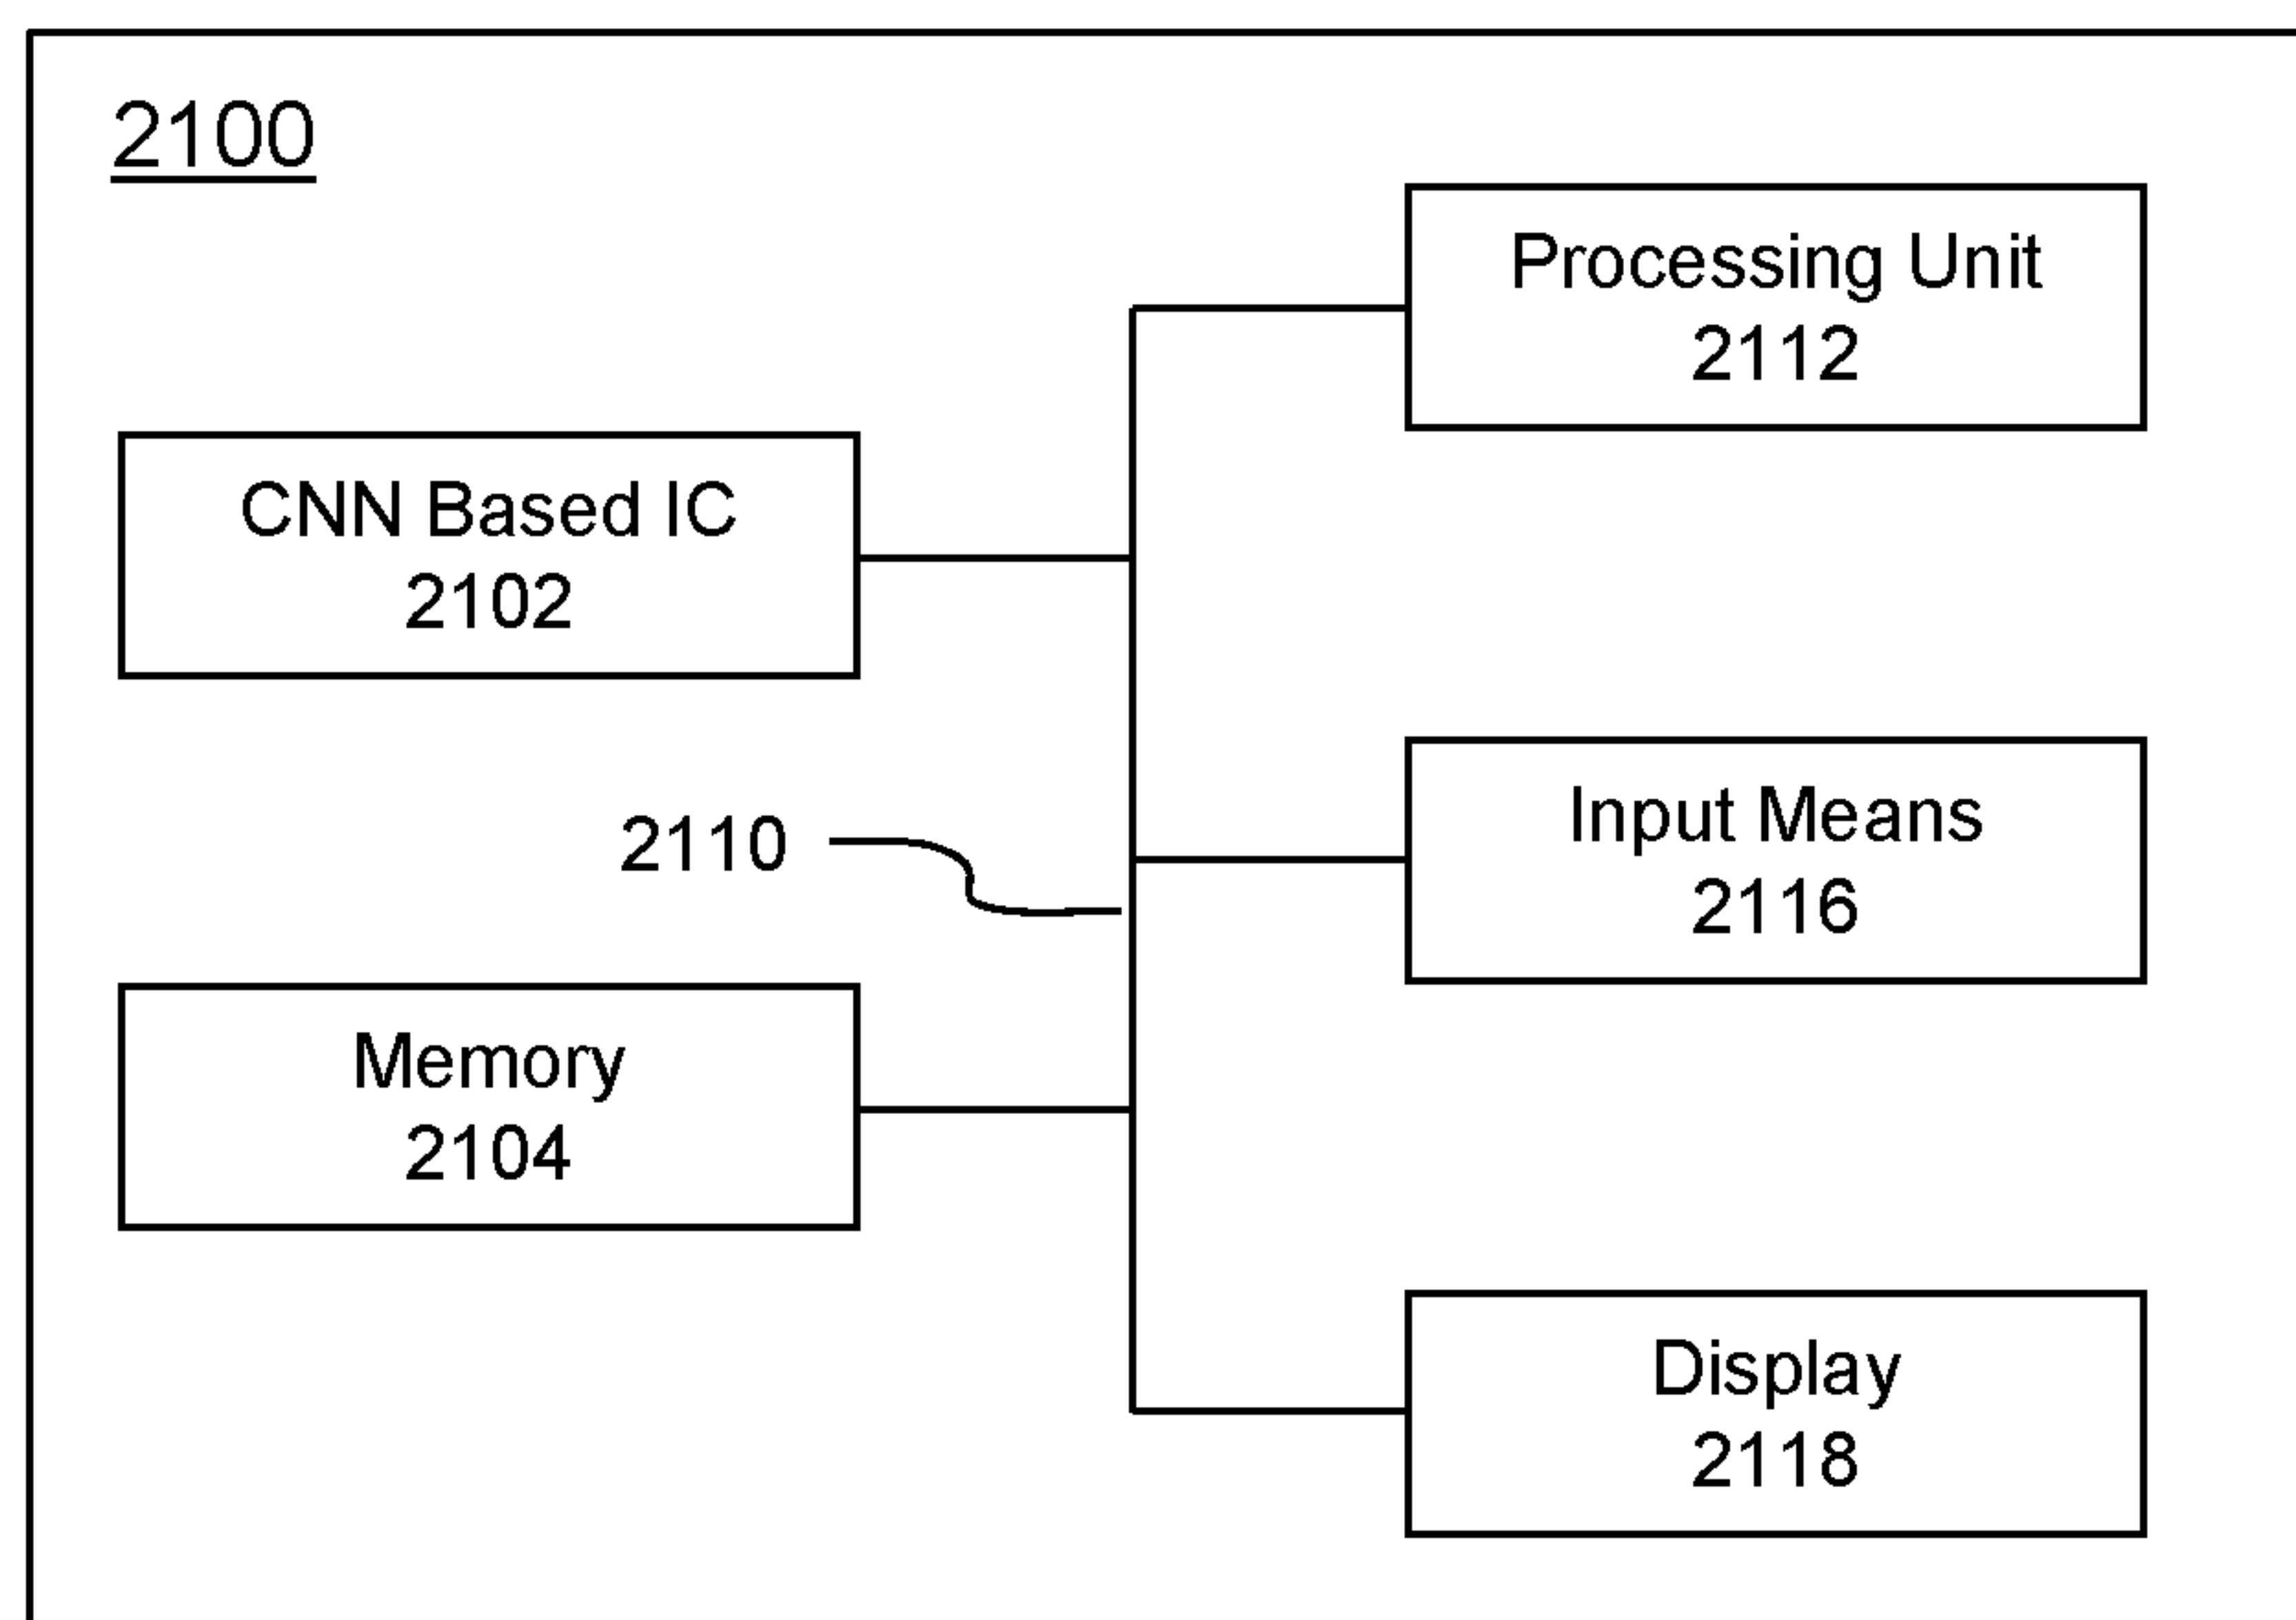 2100
Processing Unit
2112
CNN Based IC
2102
Input Means
2116
2110
Memory
2104
Display
2118